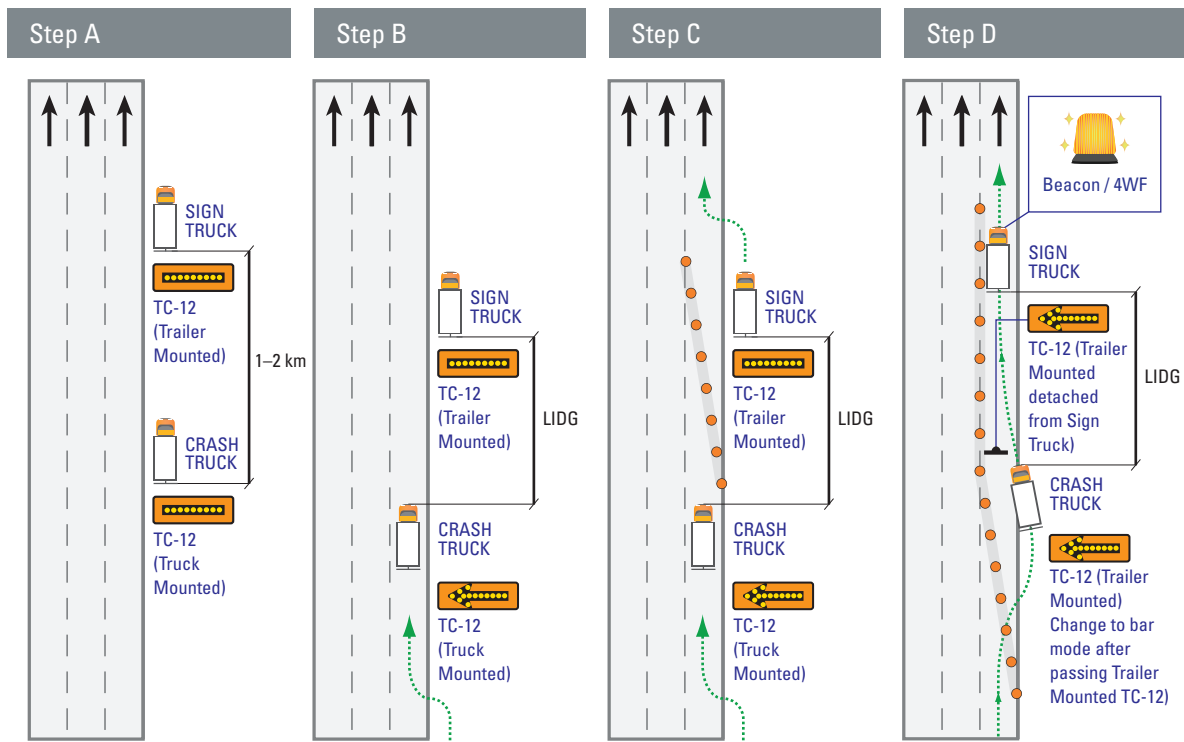 Step A
SIGN
TRUCK
TC-12
(Trailer
Mounted)
1–2 km
CRASH
TRUCK
TC-12
(Truck
Mounted)
Step B
SIGN
TRUCK
TC-12
(Trailer
Mounted)
LIDG
CRASH
TRUCK
TC-12
(Truck
Mounted)
Step C
SIGN
TRUCK
TC-12
(Trailer
Mounted)
LIDG
CRASH
TRUCK
TC-12
(Truck
Mounted)
Step D
Beacon / 4WF
SIGN
TRUCK
TC-12 (Trailer
Mounted
detached
from Sign
Truck)
LIDG
CRASH
TRUCK
TC-12 (Trailer
Mounted)
Change to bar
mode after
passing Trailer
Mounted TC-12)